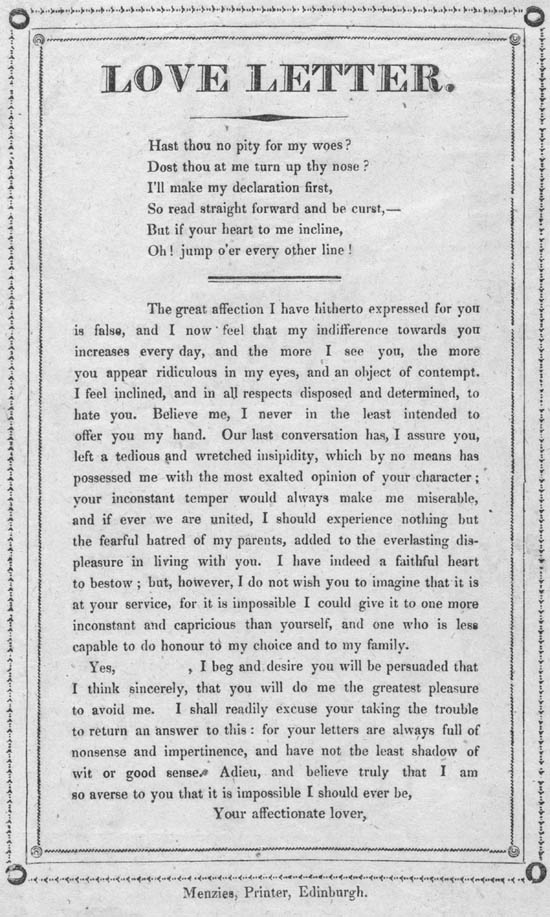 LOVE LETTER.
Hast thou no pity for my woes?
Dost thou at me turn up thy nose?
I'll make my declaration first,
So read straight forward and be curst,—
But if your heart to me incline,
Oh! jump o'er every other line!
The great affection I have hitherto expressed for you
is false, and I now feel that my indifference towards you
increases every day, and the more I see you, the more
you appear ridiculous in my eyes, and an object of contempt.
I feel inclined, and in all respects disposed and determined, to
hate you. Believe me, I never in the least intended to
offer you my hand. Our last conversation has, I assure you,
left a tedious and wretched insipidity, which by no means has
possessed me with the most exalted opinion of your character;
your inconstant temper would always make me miserable,
and if ever we are united, I should experience nothing but
the fearful hatred of my parents, added to the everlasting dis-
pleasure in living with you. I have indeed a faithful heart
to bestow; but, however, I do not wish you to imagine that it is
at your service, for it is impossible I could give it to one more
inconstant and capricious than yourself, and one who is less
capable to do honour to my choice and to my family.
Yes, , I beg and desire you will be persuaded that
I think sincerely, that you will do me the greatest pleasure
to avoid me. I shall readily excuse your taking the trouble
to return an answer to this: for your letters are always full of
nonsense and impertinence, and have not the least shadow of
wit or good sense. Adieu, and believe truly that I am
so averse to you that it is impossible I should ever be,
Your affectionate lover,
Menzies, Printer, Edinburgh.